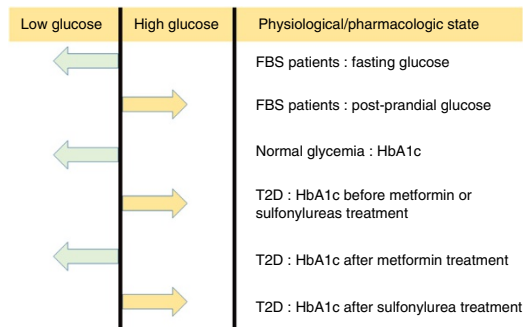 Low glucose High glucose Physiological/pharmacologic state
FBS patients : fasting glucose
FBS patients : post-prandial glucose
Normal glycemia : HbA1c
T2D : HbA1c before metformin or
sulfonylureas treatment
T2D : HbA1c after metformin treatment
T2D : HbA1c after sulfonylurea treatment